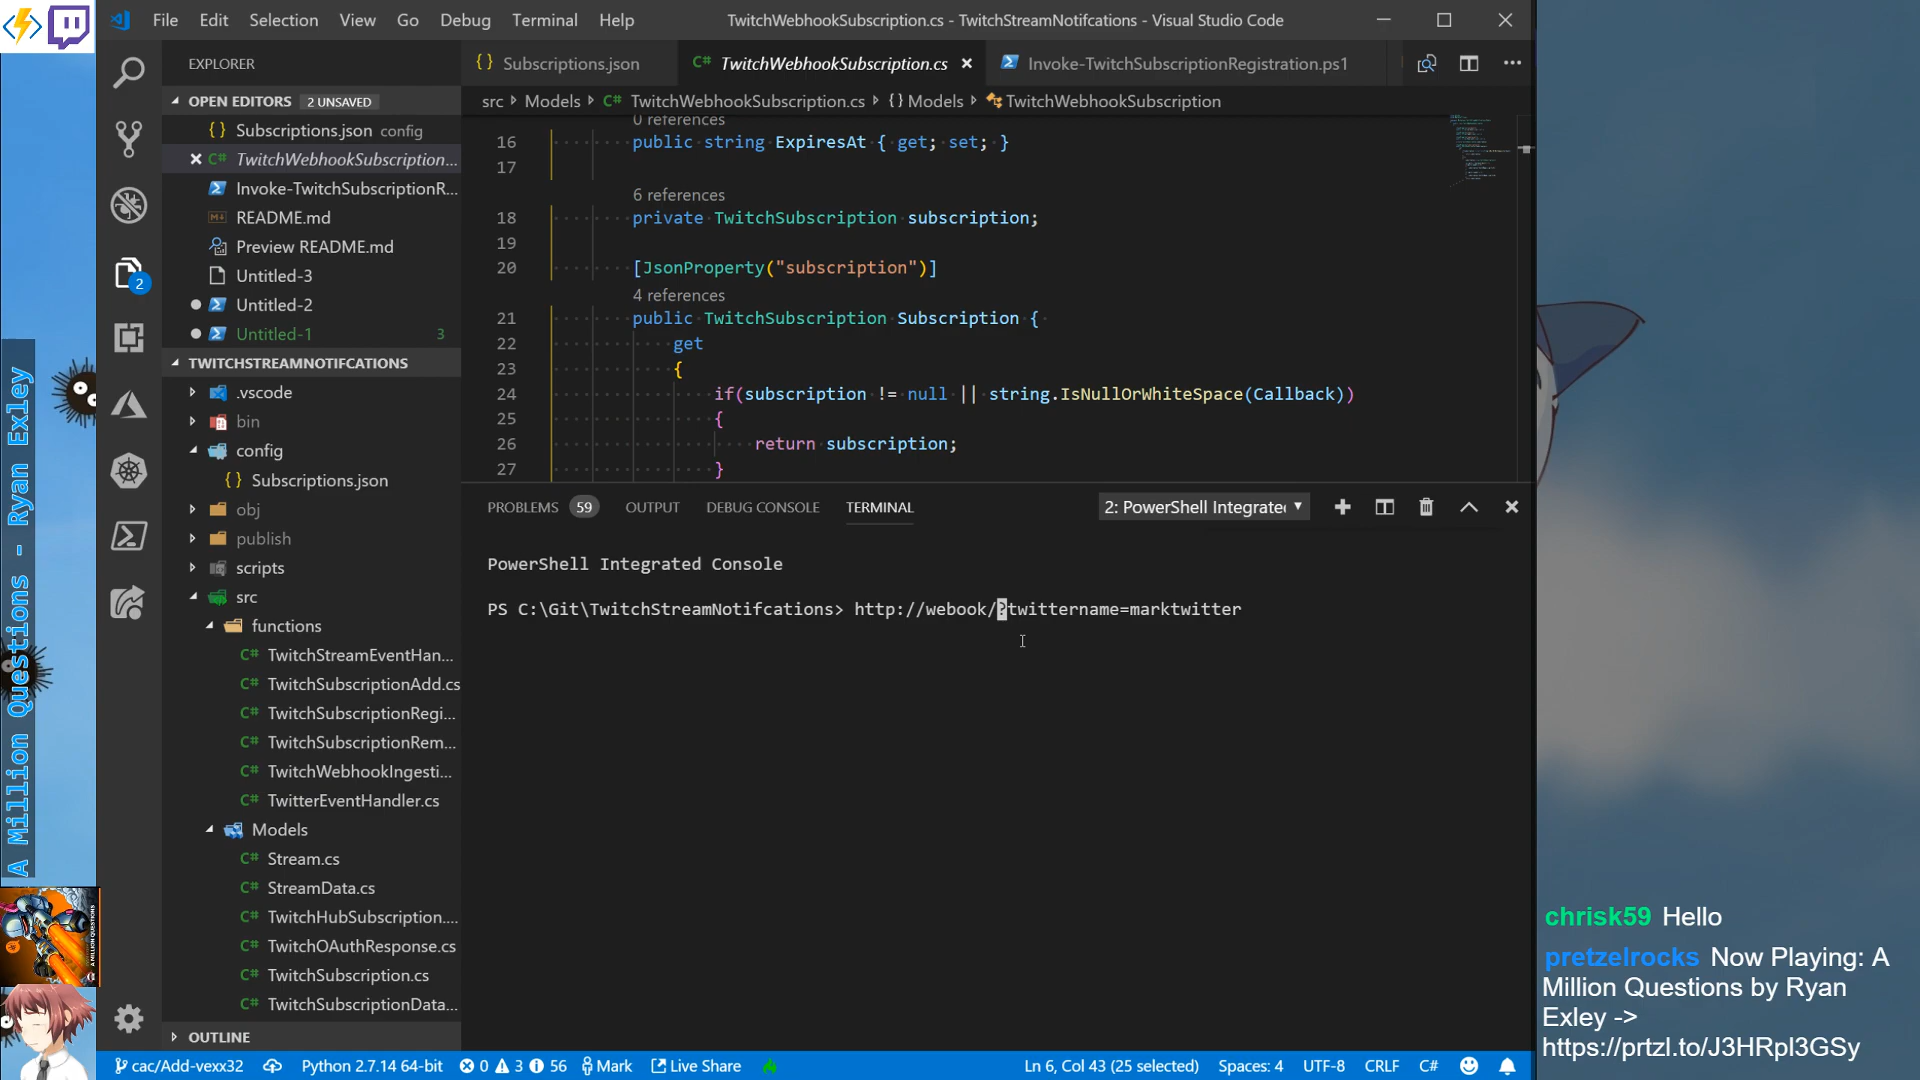 File Edit Selection View Go Debug Terminal Help
TwitchWebhookSubscription.cs - TwitchStreamNotifcations - Visual Studio Code
EXPLORER
OPEN EDITORS 2 UNSAVED
Subscriptions.json config
TwitchWebhookSubscription...
Invoke-TwitchSubscriptionR...
README.md
Preview README.md
Untitled-3
Untitled-2
Untitled-1 3
TWITCHSTREAMNOTIFCATIONS
.vscode
bin
config
Subscriptions.json
obj
publish
scripts
src
functions
TwitchStreamEventHan...
TwitchSubscriptionAdd.cs
TwitchSubscriptionRegi...
TwitchSubscriptionRem...
TwitchWebhookIngesti...
TwitterEventHandler.cs
Models
Stream.cs
StreamData.cs
TwitchHubSubscription....
TwitchOAuthResponse.cs
TwitchSubscription.cs
TwitchSubscriptionData...
OUTLINE
2
Subscriptions.json TwitchWebhookSubscription.cs Invoke-TwitchSubscriptionRegistration.ps1
src Models TwitchWebhookSubscription.cs {} Models TwitchWebhookSubscription
0 references
16 public string ExpiresAt { get; set; }
17
6 references
18 private TwitchSubscription subscription;
19
20 [JsonProperty("subscription")]
4 references
21 public TwitchSubscription Subscription {
22 get
23 {
24 if(subscription != null || string.IsNullOrWhiteSpace(Callback))
25 {
26 return subscription;
27 }
PROBLEMS 59 OUTPUT DEBUG CONSOLE TERMINAL 2: PowerShell Integrate
PowerShell Integrated Console
PS C:\Git\TwitchStreamNotifcations> http://webook/?twittername=marktwitter
cac/Add-vexx32 Python 2.7.14 64-bit 0 3 56 Mark Live Share Ln 6, Col 43 (25 selected) Spaces: 4 UTF-8 CRLF C#
A Million Questions - Ryan Exley
chrisk59 Hello
pretzelrocks Now Playing: A
Million Questions by Ryan
Exley ->
https://prtzl.to/J3HRpl3GSy